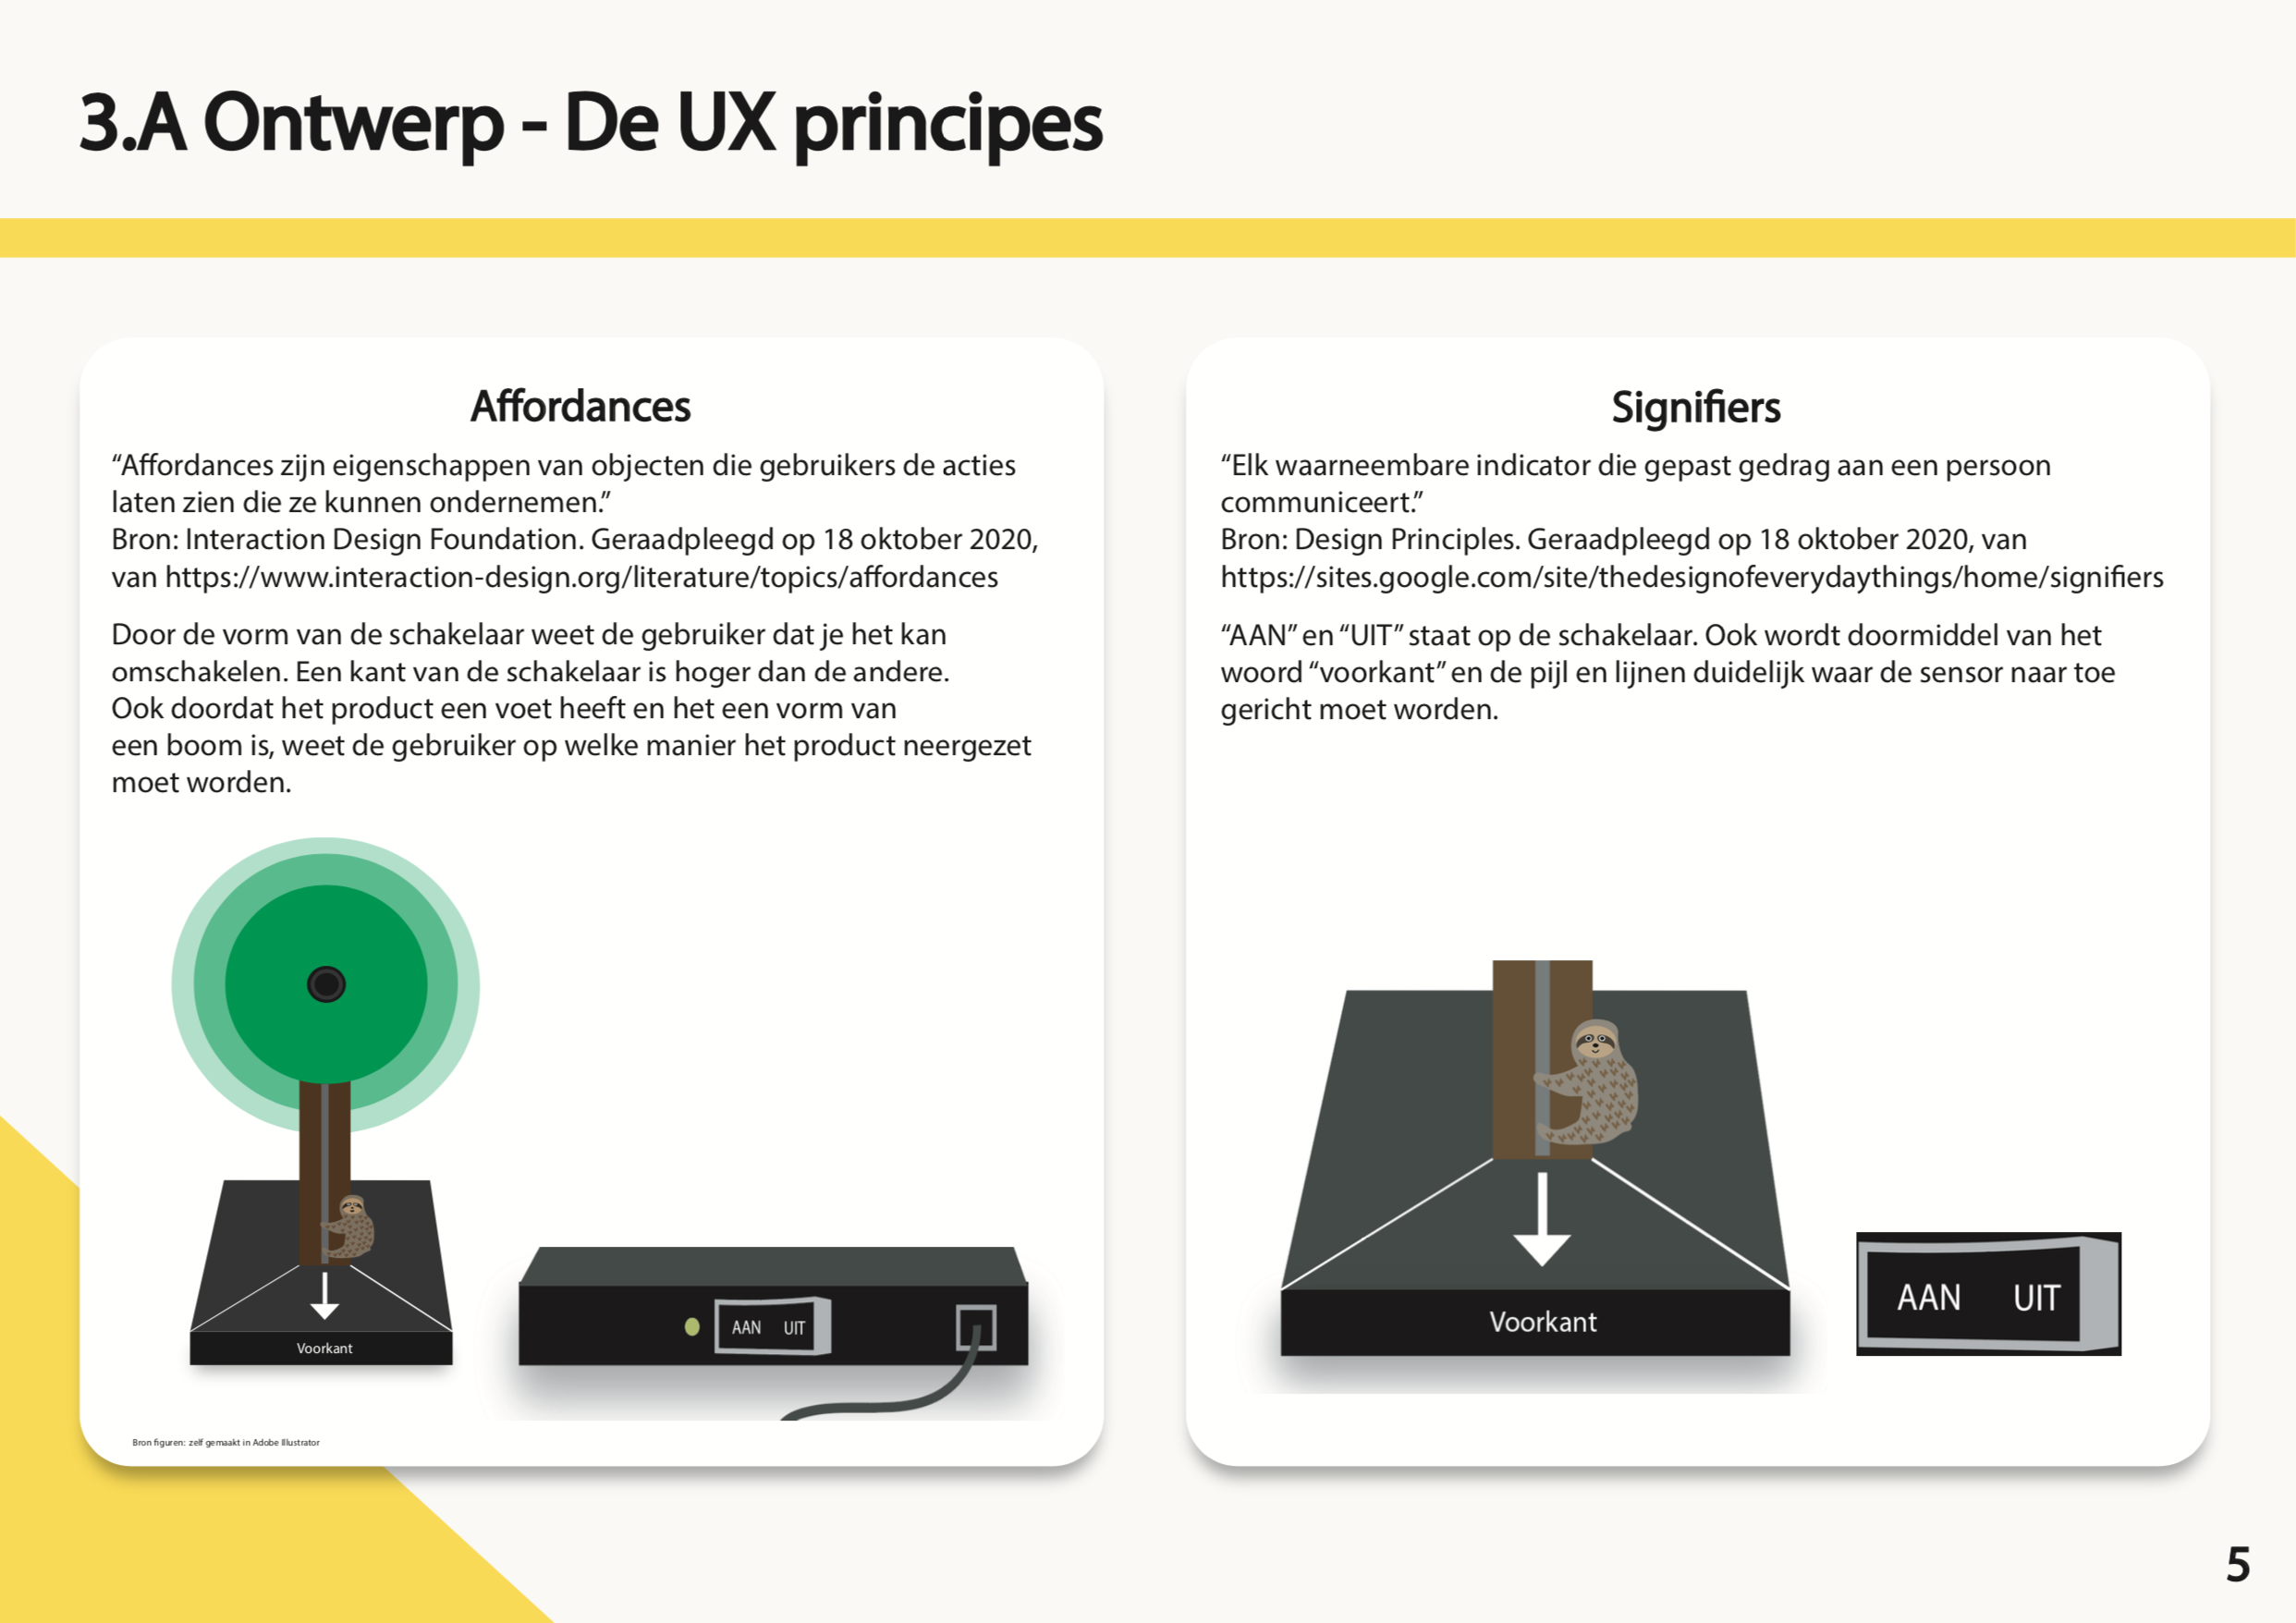 3.A Ontwerp - De UX principes
Affordances
“Affordances zijn eigenschappen van objecten die gebruikers de acties
laten zien die ze kunnen ondernemen.”
Bron: Interaction Design Foundation. Geraadpleegd op 18 oktober 2020,
van https://www.interaction-design.org/literature/topics/affordances
Door de vorm van de schakelaar weet de gebruiker dat je het kan
omschakelen. Een kant van de schakelaar is hoger dan de andere.
Ook doordat het product een voet heeft en het een vorm van
een boom is, weet de gebruiker op welke manier het product neergezet
moet worden.
Voorkant
AAN UIT
Bron figuren: zelf gemaakt in Adobe Illustrator
Signifiers
“Elk waarneembare indicator die gepast gedrag aan een persoon
communiceert.”
Bron: Design Principles. Geraadpleegd op 18 oktober 2020, van
https://sites.google.com/site/thedesignofeverydaythings/home/signifiers
“AAN” en “UIT” staat op de schakelaar. Ook wordt doormiddel van het
woord “voorkant” en de pijl en lijnen duidelijk waar de sensor naar toe
gericht moet worden.
Voorkant
AAN UIT
5